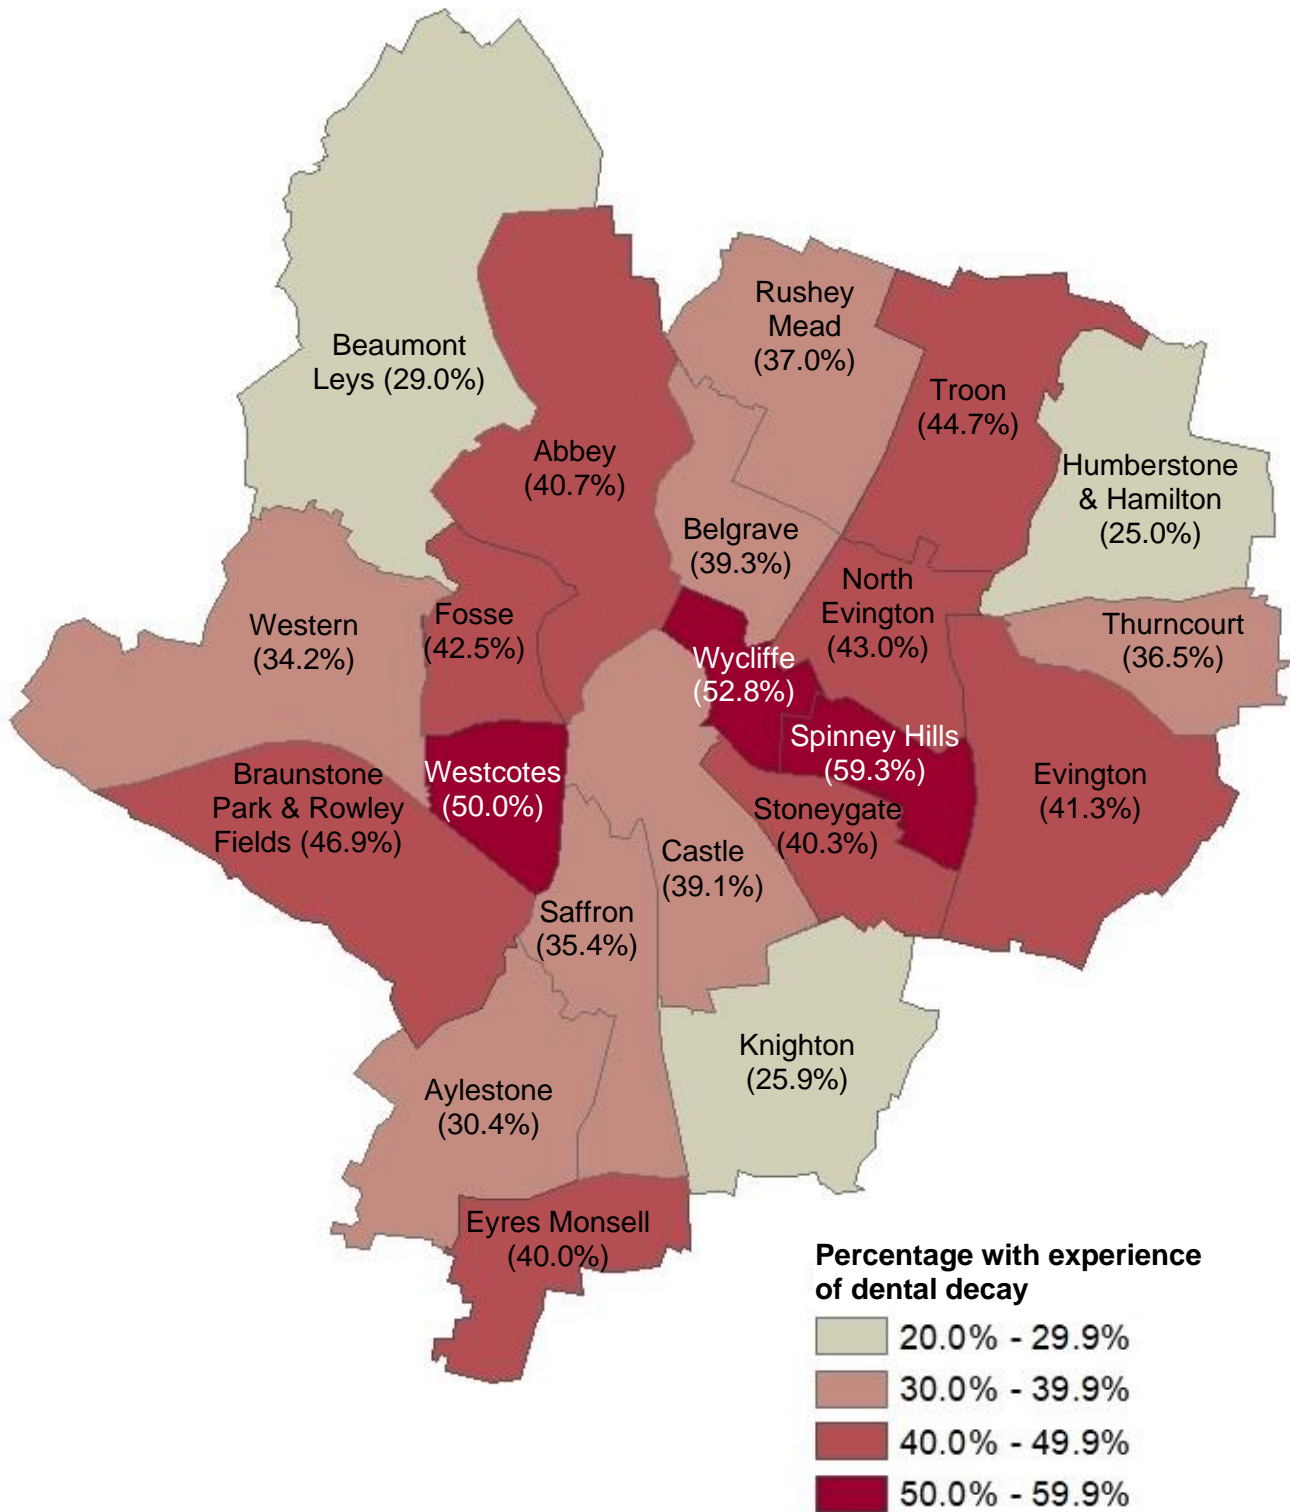 Rushey
Mead
(37.0%)
Beaumont
Leys (29.0%)
Troon
(44.7%)
Abbey
(40.7%)
Humberstone
& Hamilton
(25.0%)
Belgrave
(39.3%)
North
Evington
(43.0%)
Fosse
(42.5%)
Western
(34.2%)
Thurncourt
(36.5%)
Wycliffe
(52.8%)
Spinney Hills
(59.3%)
Westcotes
(50.0%)
Braunstone
Park & Rowley
Fields (46.9%)
Evington
(41.3%)
Stoneygate
(40.3%)
Castle
(39.1%)
Saffron
(35.4%)
Knighton
(25.9%)
Aylestone
(30.4%)
Eyres Monsell
(40.0%)
Percentage with experience
of dental decay
20.0% - 29.9%
30.0% - 39.9%
40.0% - 49.9%
50.0% - 59.9%